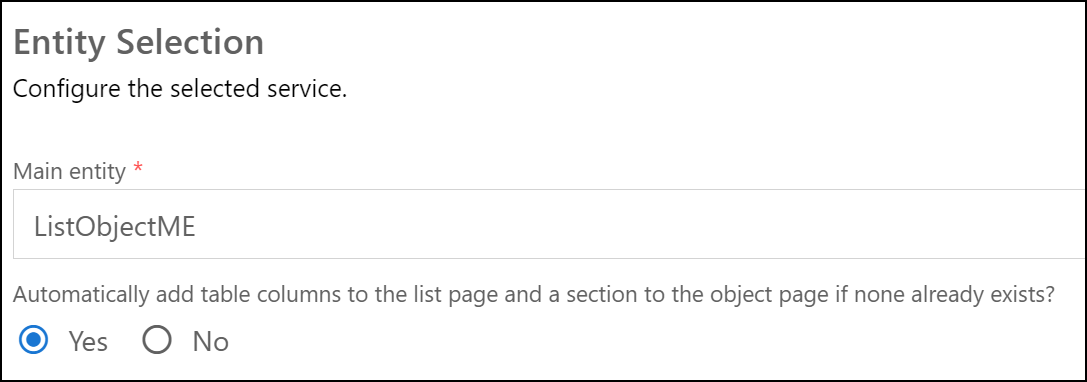 Entity Selection
Configure the selected service.
Main entity *
ListObjectME
Automatically add table columns to the list page and a section to the object page if none already exists?
Yes No